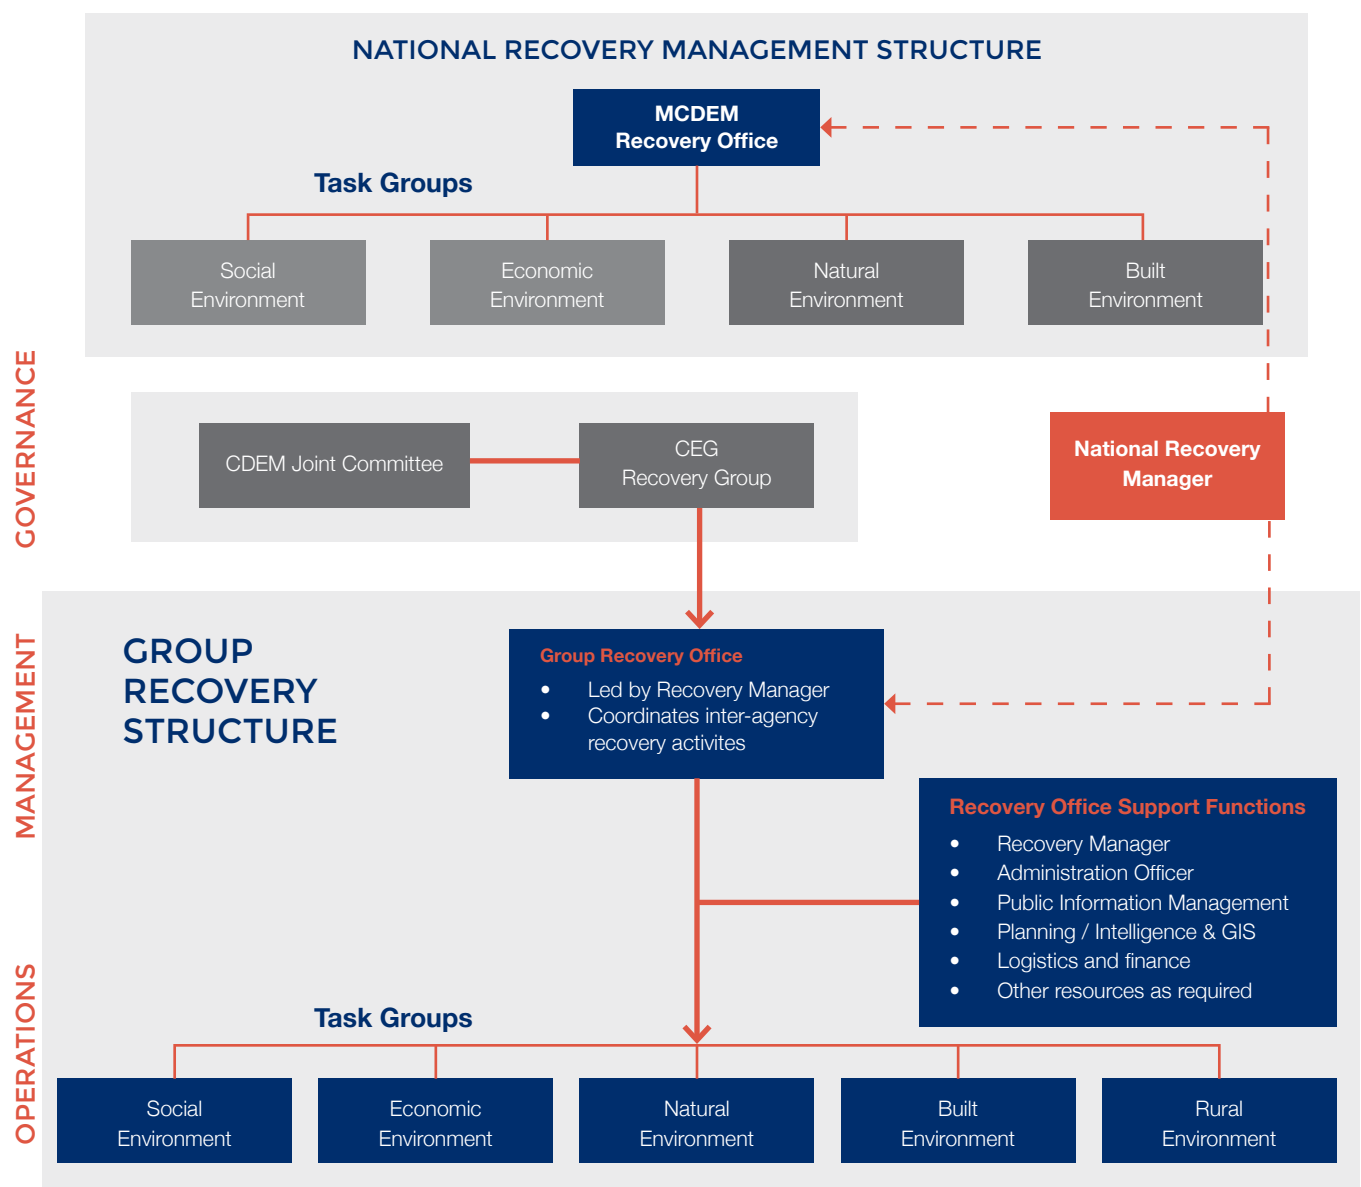 NATIONAL RECOVERY MANAGEMENT STRUCTURE
MCDEM
Recovery Office
Task Groups
Social
Environment
Economic
Environment
Natural
Environment
Built
Environment
GOVERNANCE
CDEM Joint Committee
CEG
Recovery Group
National Recovery
Manager
MANAGEMENT
GROUP
RECOVERY
STRUCTURE
Group Recovery Office
• Led by Recovery Manager
• Coordinates inter-agency
recovery activites
Recovery Office Support Functions
• Recovery Manager
• Administration Officer
• Public Information Management
• Planning / Intelligence & GIS
• Logistics and finance
• Other resources as required
OPERATIONS
Task Groups
Social
Environment
Economic
Environment
Natural
Environment
Built
Environment
Rural
Environment